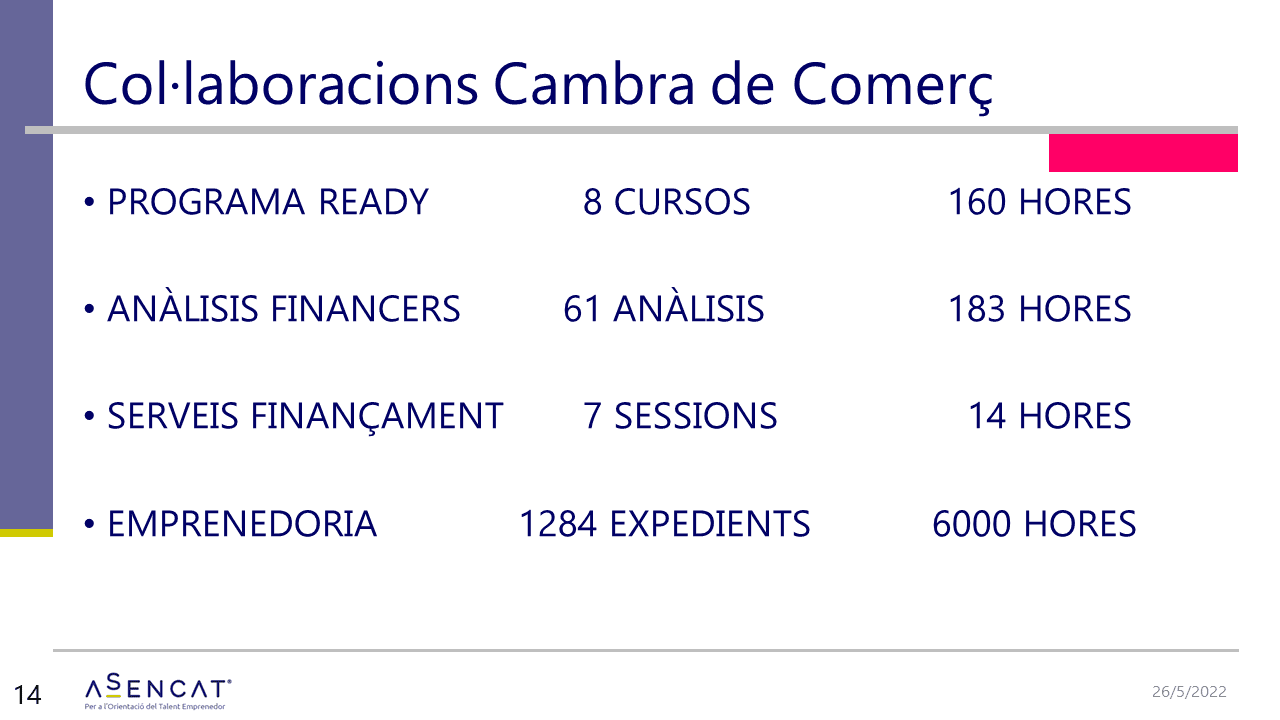 Col·laboracions Cambra de Comerç
• PROGRAMA READY 8 CURSOS 160 HORES
• ANÀLISIS FINANCERS 61 ANÀLISIS 183 HORES
• SERVEIS FINANÇAMENT 7 SESSIONS 14 HORES
• EMPRENEDORIA 1284 EXPEDIENTS 6000 HORES
14
ASENCAT®
Per a l'Orientació del Talent Emprenedor
26/5/2022